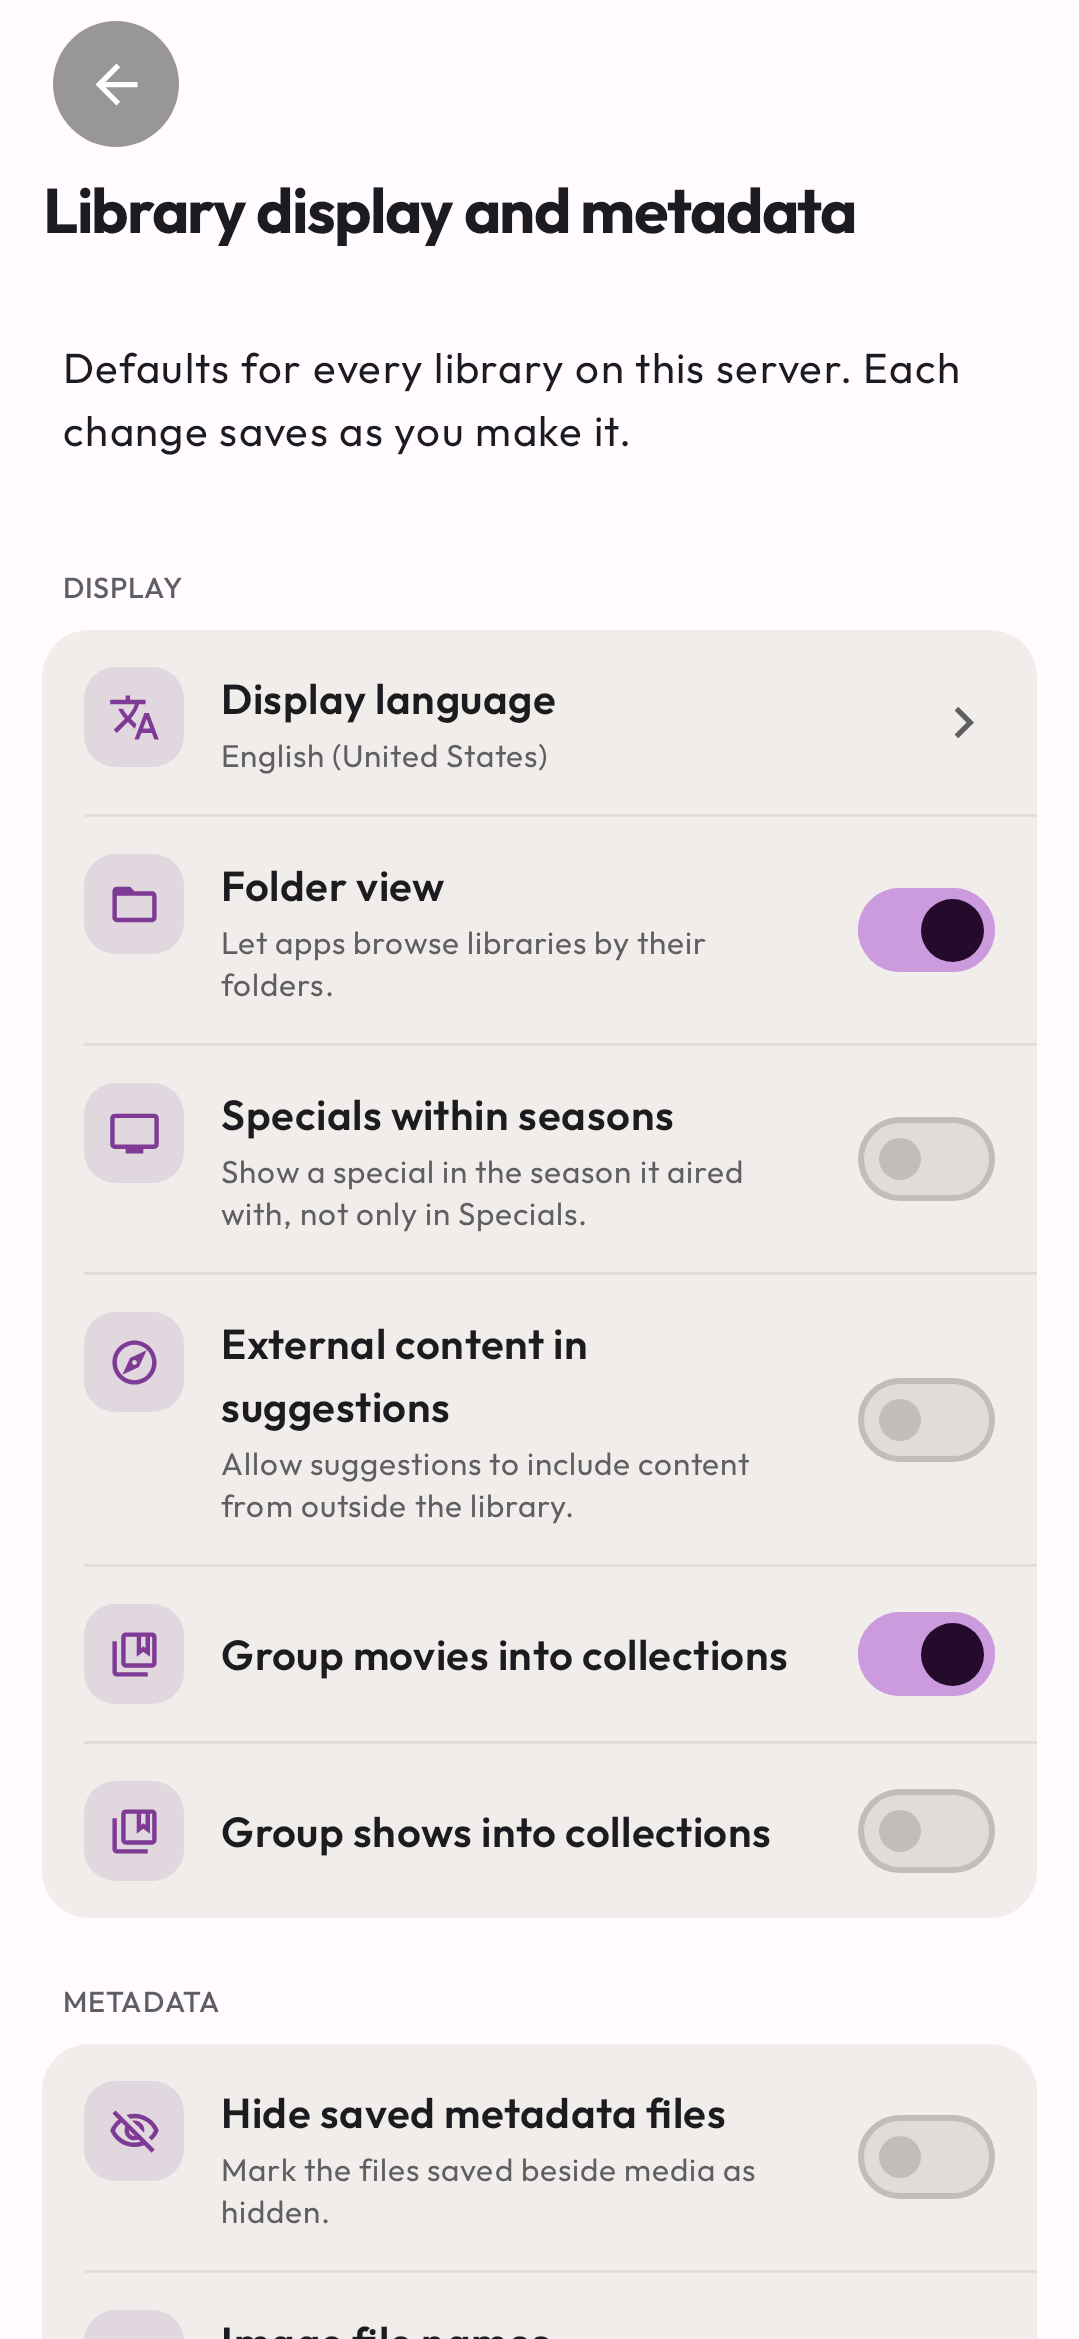 Library display and metadata
Defaults for every library on this server. Each
change saves as you make it.
DISPLAY
Display language
English (United States)
Folder view
Let apps browse libraries by their
folders.
Specials within seasons
Show a special in the season it aired
with, not only in Specials.
External content in
suggestions
Allow suggestions to include content
from outside the library.
Group movies into collections
Group shows into collections
METADATA
Hide saved metadata files
Mark the files saved beside media as
hidden.
Image file names